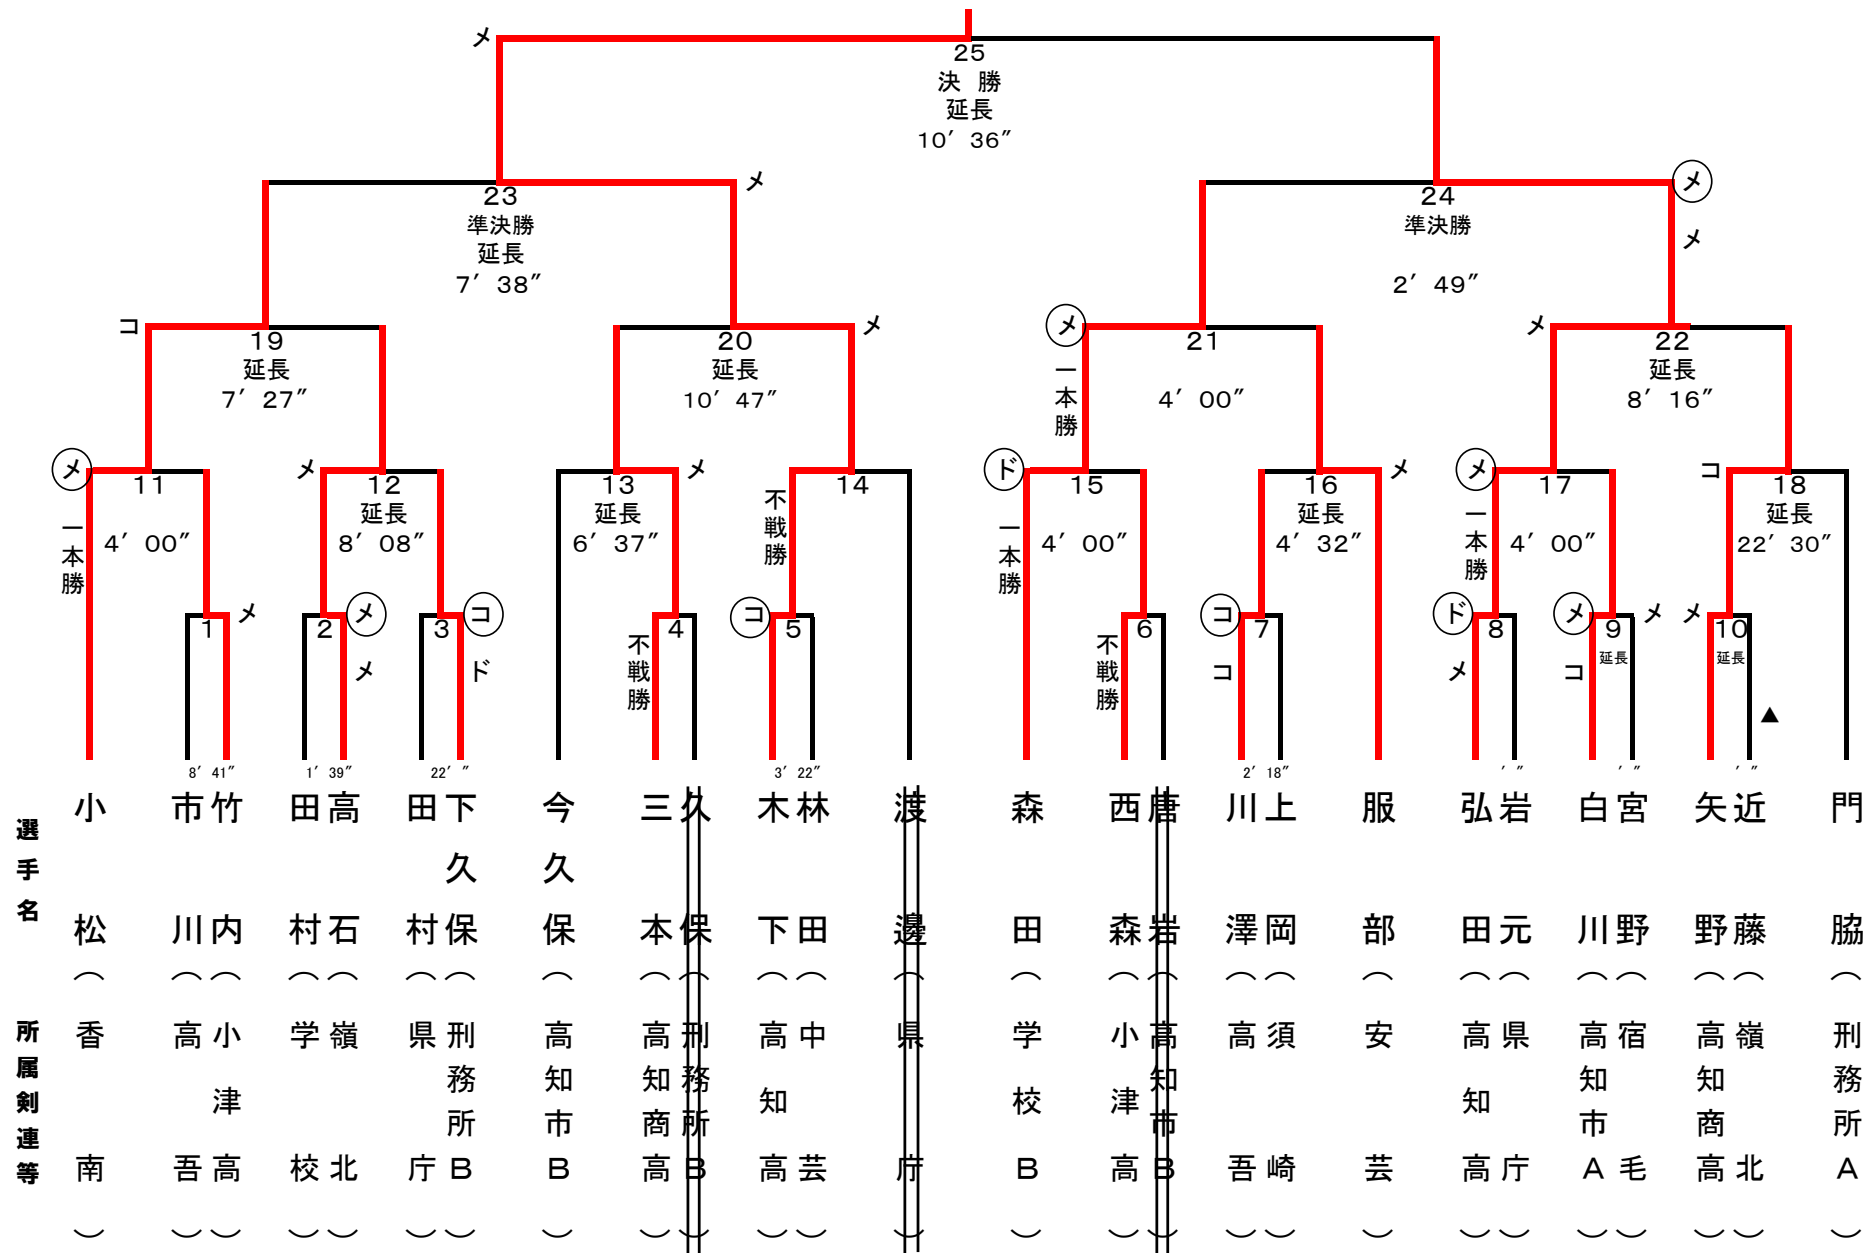 メ
25
決 勝
延長
10′ 36″
23
準決勝
延長
7′ 38″
メ
24
準決勝
2′ 49″
メ
メ
コ
19
延長
7′ 27″
20
延長
10′ 47″
メ
メ
一本勝
21
4′ 00″
メ
22
延長
8′ 16″
メ
一本勝
11
4′ 00″
メ
12
延長
8′ 08″
13
延長
6′ 37″
メ
不戦勝
14
ド
一本勝
15
4′ 00″
16
延長
4′ 32″
メ
メ
一本勝
17
4′ 00″
コ
18
延長
22′ 30″
1
メ
2
メ
メ
3
コ
ド
4
不戦勝
コ
5
6
不戦勝
コ
コ
7
ド
メ
8
メ
コ
9
延長
メ
メ
10
延長
▲
8′ 41″
1′ 39″
22′ ″
3′ 22″
2′ 18″
′ ″
′ ″
′ ″
選手名
所属剣連等
小松（香南）
市川（高吾）
竹内（小津高）
田村（学校）
高石（嶺北）
田村（県庁）
下久保（刑務所B）
今久保（高知市B）
三本（高知商高）
久保（刑務所B）
木下（高知高）
林田（中芸）
渡邊（県庁）
森田（学校B）
西森（小津高）
唐岩（高知市B）
川澤（高吾）
上岡（須崎）
服部（安芸）
弘田（高知高）
岩元（県庁）
白川（高知市A）
宮野（宿毛）
矢野（高知商高）
近藤（嶺北）
門脇（刑務所A）